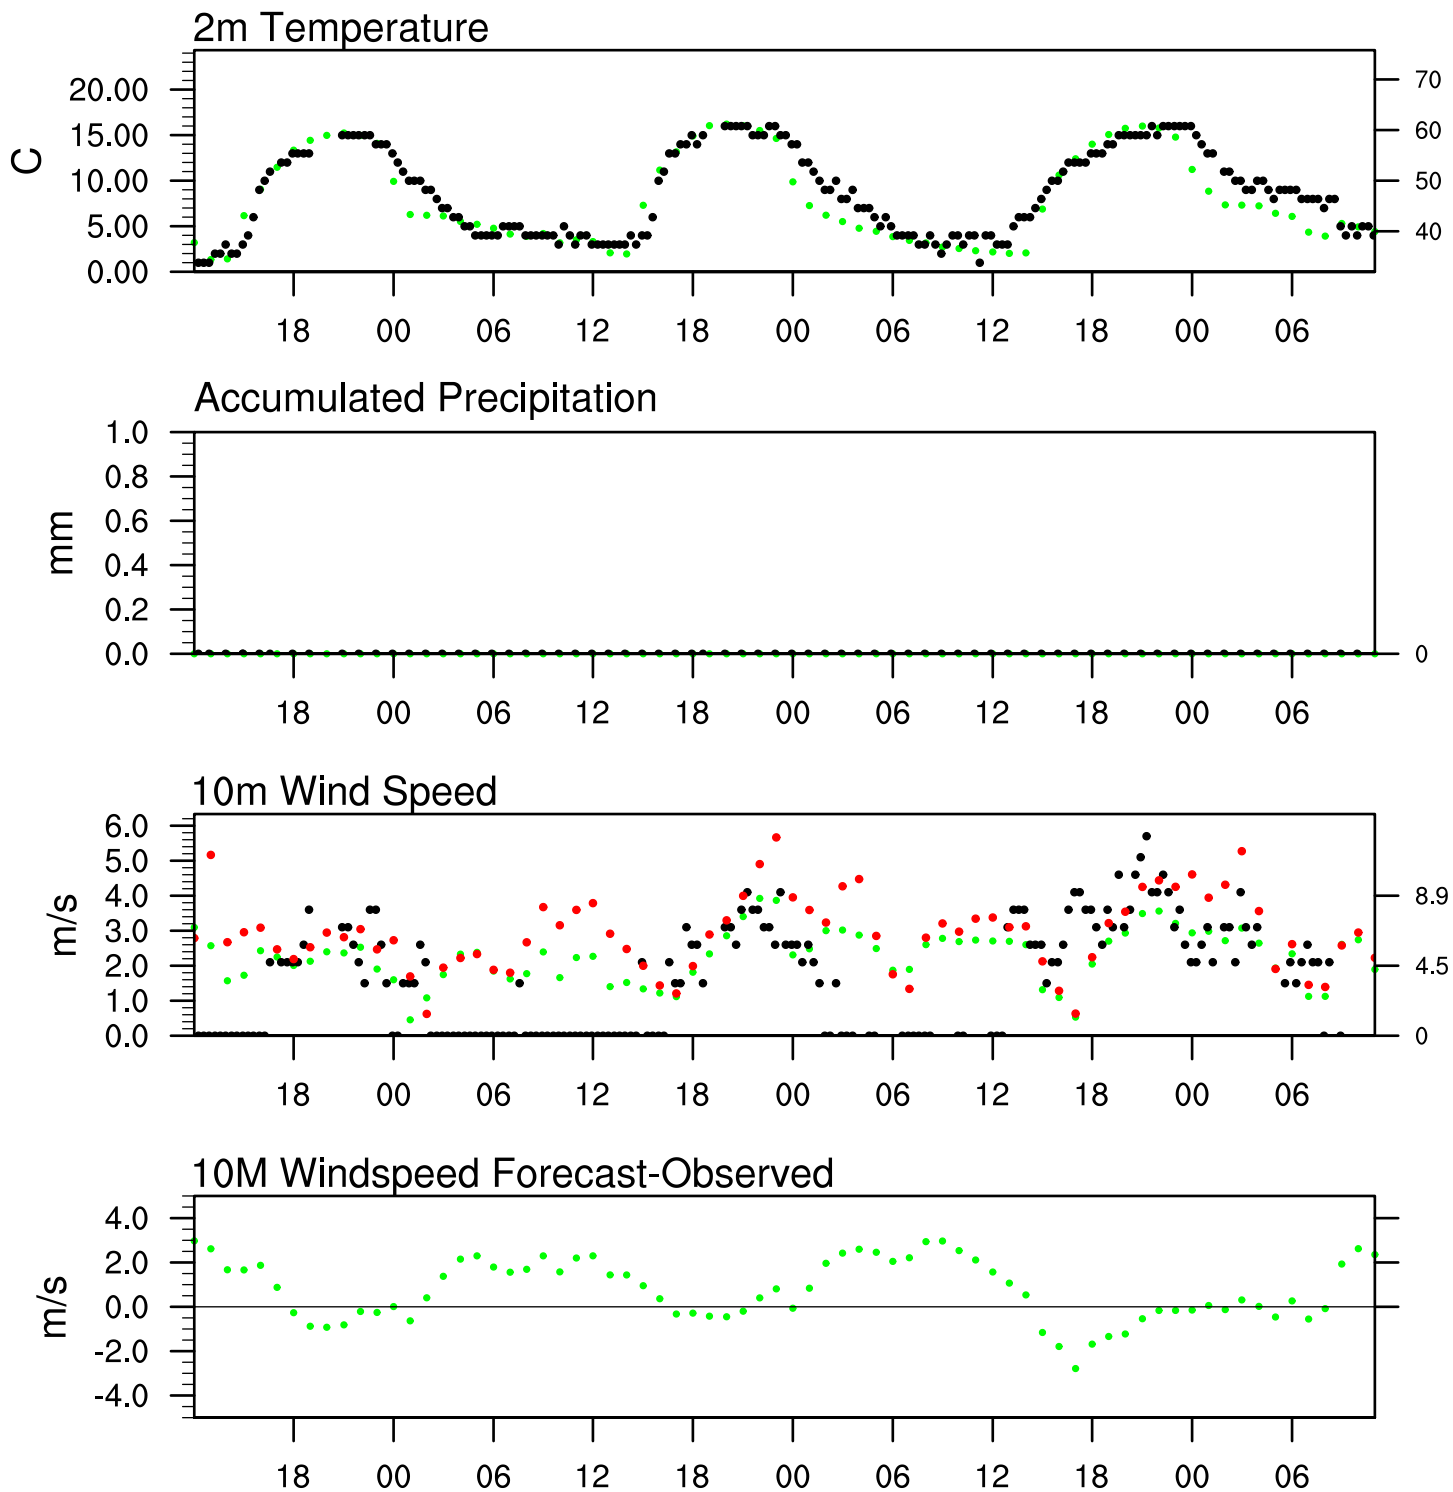 2m Temperature
20.00
15.00
10.00
5.00
0.00
C
70
60
50
40
18 00 06 12 18 00 06 12 18 00 06
Accumulated Precipitation
1.0
0.8
0.6
0.4
0.2
0.0
mm
0
18 00 06 12 18 00 06 12 18 00 06
10m Wind Speed
6.0
5.0
4.0
3.0
2.0
1.0
0.0
m/s
8.9
4.5
0
18 00 06 12 18 00 06 12 18 00 06
10M Windspeed Forecast-Observed
4.0
2.0
0.0
-2.0
-4.0
m/s
18 00 06 12 18 00 06 12 18 00 06